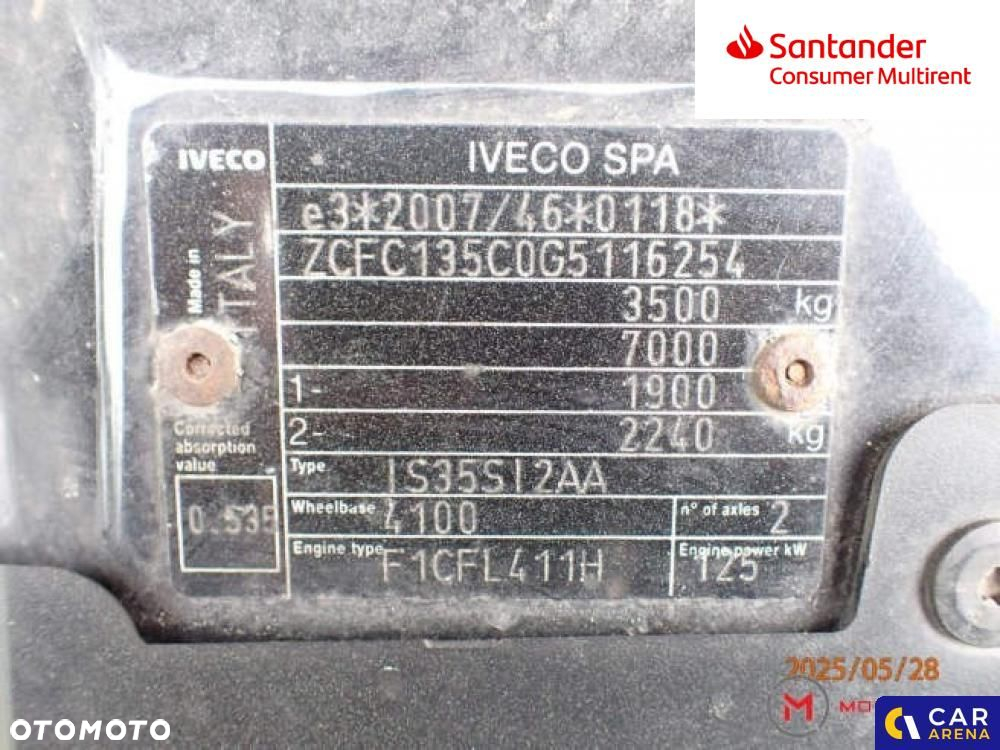 Santander
Consumer Multirent
IVECO
IVECO SPA
Made in
ITALY
e3*2007/46*0118*
ZCFC135C0G5116254
3500 kg
7000
1- 1900
2- 2240 kg
Corrected
absorption
value
0.535
Type IS35SI2AA
Wheelbase 4100
n° of axles 2
Engine type F1CFL411H
Engine power kW 125
2025/05/28
M
OTOMOTO
CAR
ARENA